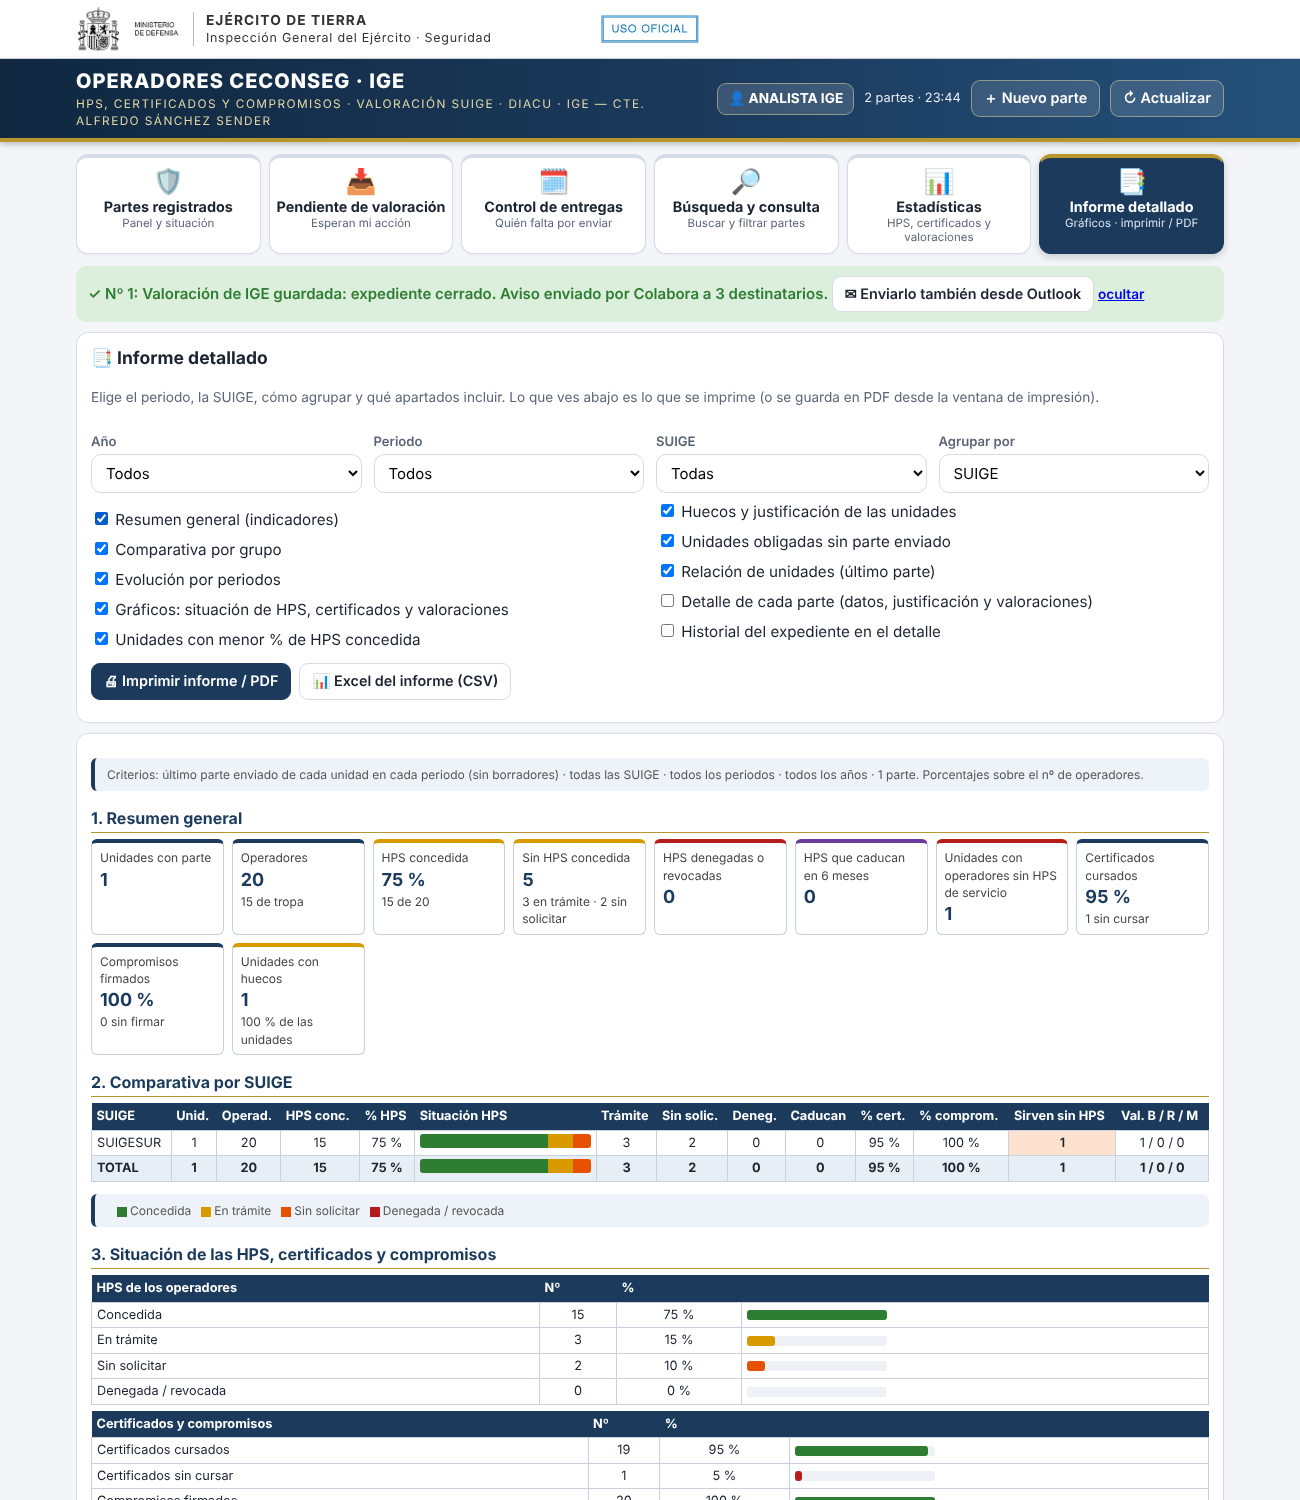 MINISTERIO
DE DEFENSA
EJÉRCITO DE TIERRA
Inspección General del Ejército · Seguridad
USO OFICIAL
OPERADORES CECONSEG · IGE
HPS, CERTIFICADOS Y COMPROMISOS · VALORACIÓN SUIGE · DIACU · IGE — CTE.
ALFREDO SÁNCHEZ SENDER
ANALISTA IGE
2 partes · 23:44
+ Nuevo parte
↻ Actualizar
Partes registrados
Panel y situación
Pendiente de valoración
Esperan mi acción
Control de entregas
Quién falta por enviar
Búsqueda y consulta
Buscar y filtrar partes
Estadísticas
HPS, certificados y
valoraciones
Informe detallado
Gráficos · imprimir / PDF
✓ Nº 1: Valoración de IGE guardada: expediente cerrado. Aviso enviado por Colabora a 3 destinatarios. ✉ Enviarlo también desde Outlook ocultar
Informe detallado
Elige el periodo, la SUIGE, cómo agrupar y qué apartados incluir. Lo que ves abajo es lo que se imprime (o se guarda en PDF desde la ventana de impresión).
Año
Todos
Periodo
Todos
SUIGE
Todas
Agrupar por
SUIGE
Resumen general (indicadores)
Comparativa por grupo
Evolución por periodos
Gráficos: situación de HPS, certificados y valoraciones
Unidades con menor % de HPS concedida
Huecos y justificación de las unidades
Unidades obligadas sin parte enviado
Relación de unidades (último parte)
Detalle de cada parte (datos, justificación y valoraciones)
Historial del expediente en el detalle
Imprimir informe / PDF
Excel del informe (CSV)
Criterios: último parte enviado de cada unidad en cada periodo (sin borradores) · todas las SUIGE · todos los periodos · todos los años · 1 parte. Porcentajes sobre el nº de operadores.
1. Resumen general
Unidades con parte
1
Operadores
20
15 de tropa
HPS concedida
75 %
15 de 20
Sin HPS concedida
5
3 en trámite · 2 sin
solicitar
HPS denegadas o
revocadas
0
HPS que caducan
en 6 meses
0
Unidades con
operadores sin HPS
de servicio
1
Certificados
cursados
95 %
1 sin cursar
Compromisos
firmados
100 %
0 sin firmar
Unidades con
huecos
1
100 % de las
unidades
2. Comparativa por SUIGE
SUIGE Unid. Operad. HPS conc. % HPS Situación HPS Trámite Sin solic. Deneg. Caducan % cert. % comprom. Sirven sin HPS Val. B / R / M
SUIGESUR 1 20 15 75 % 3 2 0 0 95 % 100 % 1 1 / 0 / 0
TOTAL 1 20 15 75 % 3 2 0 0 95 % 100 % 1 1 / 0 / 0
Concedida En trámite Sin solicitar Denegada / revocada
3. Situación de las HPS, certificados y compromisos
HPS de los operadores Nº %
Concedida 15 75 %
En trámite 3 15 %
Sin solicitar 2 10 %
Denegada / revocada 0 0 %
Certificados y compromisos Nº %
Certificados cursados 19 95 %
Certificados sin cursar 1 5 %
Compromisos firmados 20 100 %